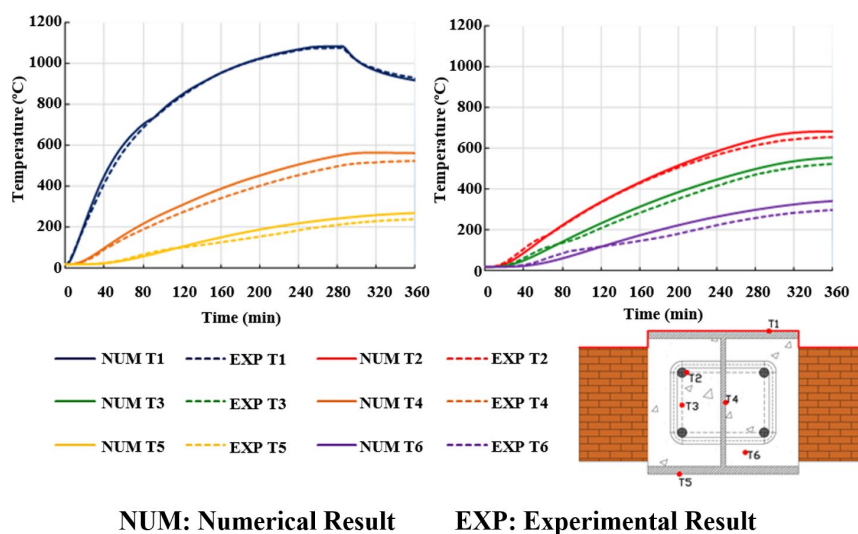 1200
1000
800
600
400
200
0
Temperature (°C)
0 40 80 120 160 200 240 280 320 360
Time (min)
1200
1000
800
600
400
200
0
Temperature (°C)
0 40 80 120 160 200 240 280 320 360
Time (min)
NUM T1 EXP T1 NUM T2 EXP T2
NUM T3 EXP T3 NUM T4 EXP T4
NUM T5 EXP T5 NUM T6 EXP T6
T1
T2
T3
T4
T6
T5
NUM: Numerical Result EXP: Experimental Result